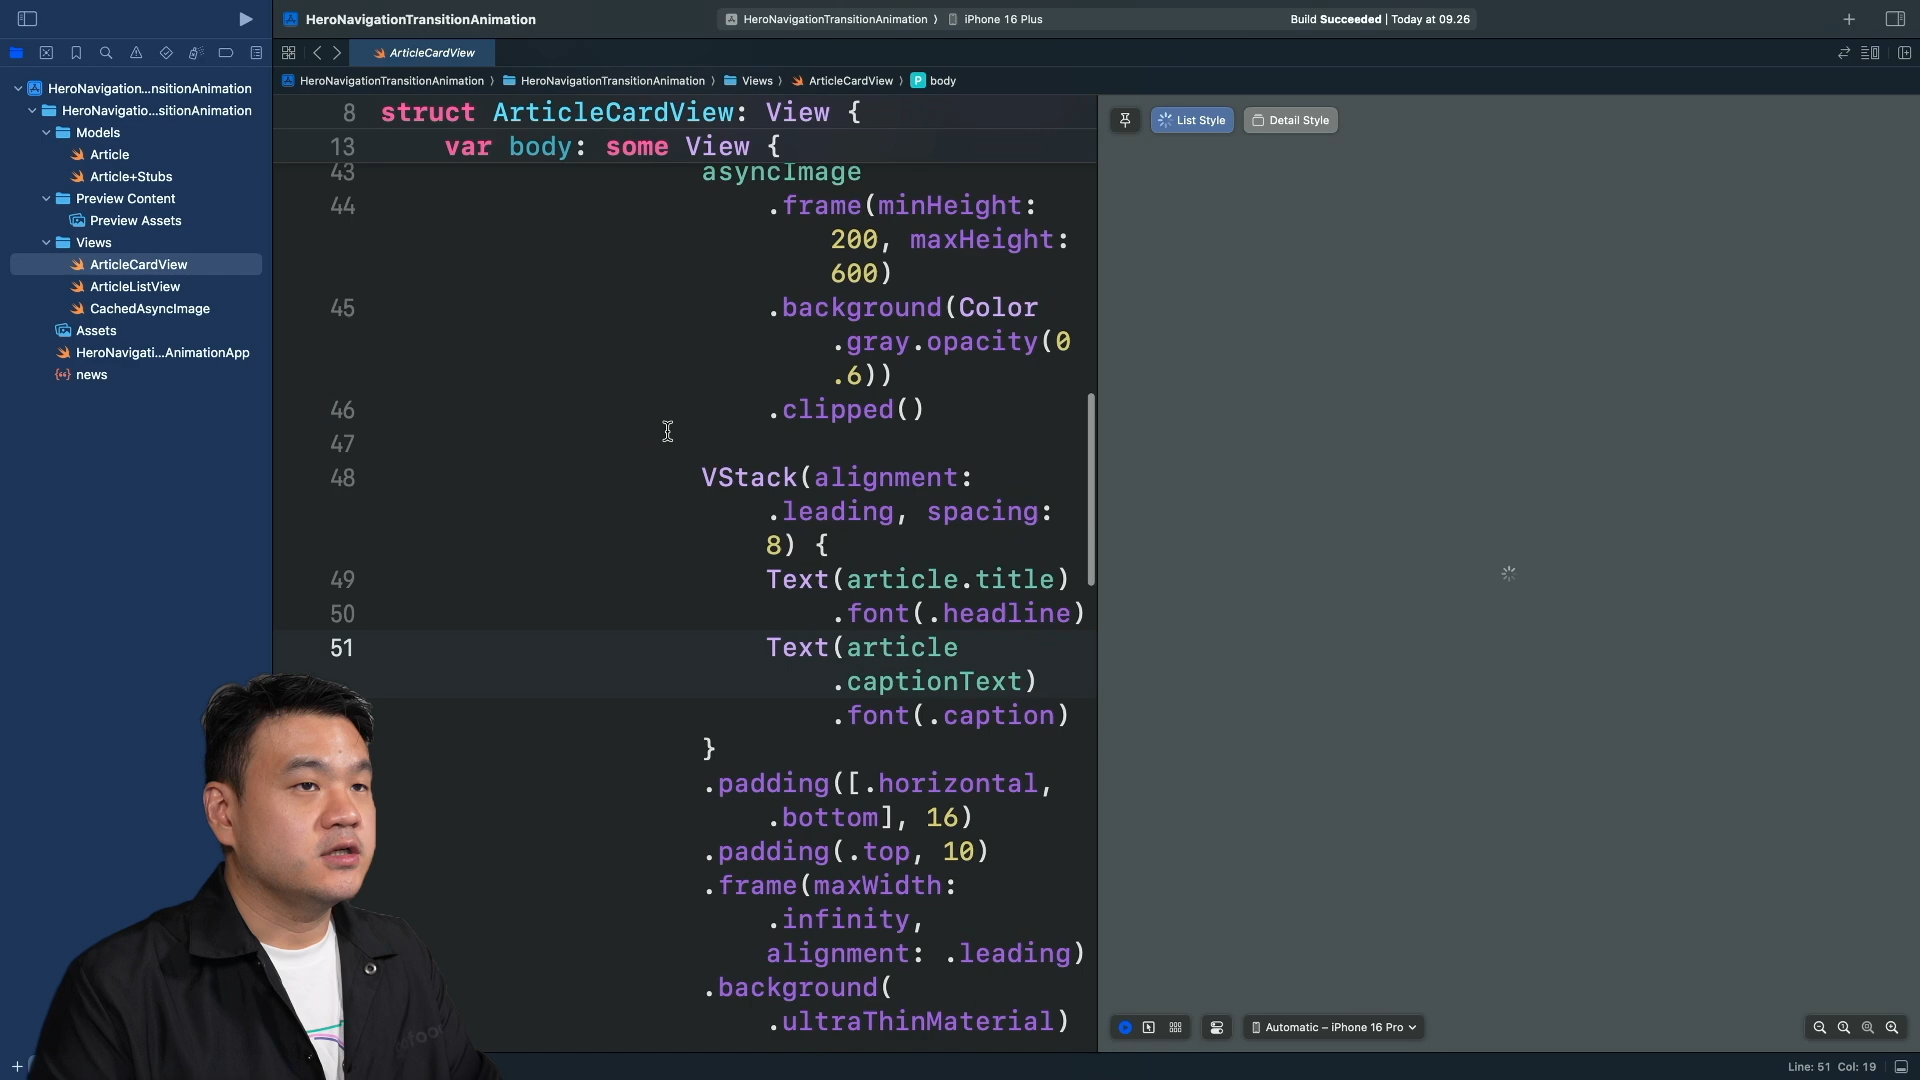 HeroNavigationTransitionAnimation
HeroNavigationTransitionAnimation 〉 iPhone 16 Plus
Build Succeeded | Today at 09.26
ArticleCardView
HeroNavigationTransitionAnimation 〉 HeroNavigationTransitionAnimation 〉 Views 〉 ArticleCardView 〉 P body
HeroNavigation...nsitionAnimation
HeroNavigatio...sitionAnimation
Models
Article
Article+Stubs
Preview Content
Preview Assets
Views
ArticleCardView
ArticleListView
CachedAsyncImage
Assets
HeroNavigati...AnimationApp
news
8 struct ArticleCardView: View {
13 var body: some View {
43 asyncImage
44 .frame(minHeight:
200, maxHeight:
600)
45 .background(Color
.gray.opacity(0
.6))
46 .clipped()
47
48 VStack(alignment:
.leading, spacing:
8) {
49 Text(article.title)
50 .font(.headline)
51 Text(article
.captionText)
.font(.caption)
}
.padding([.horizontal,
.bottom], 16)
.padding(.top, 10)
.frame(maxWidth:
.infinity,
alignment: .leading)
.background(
.ultraThinMaterial)
List Style
Detail Style
Automatic – iPhone 16 Pro
Line: 51 Col: 19